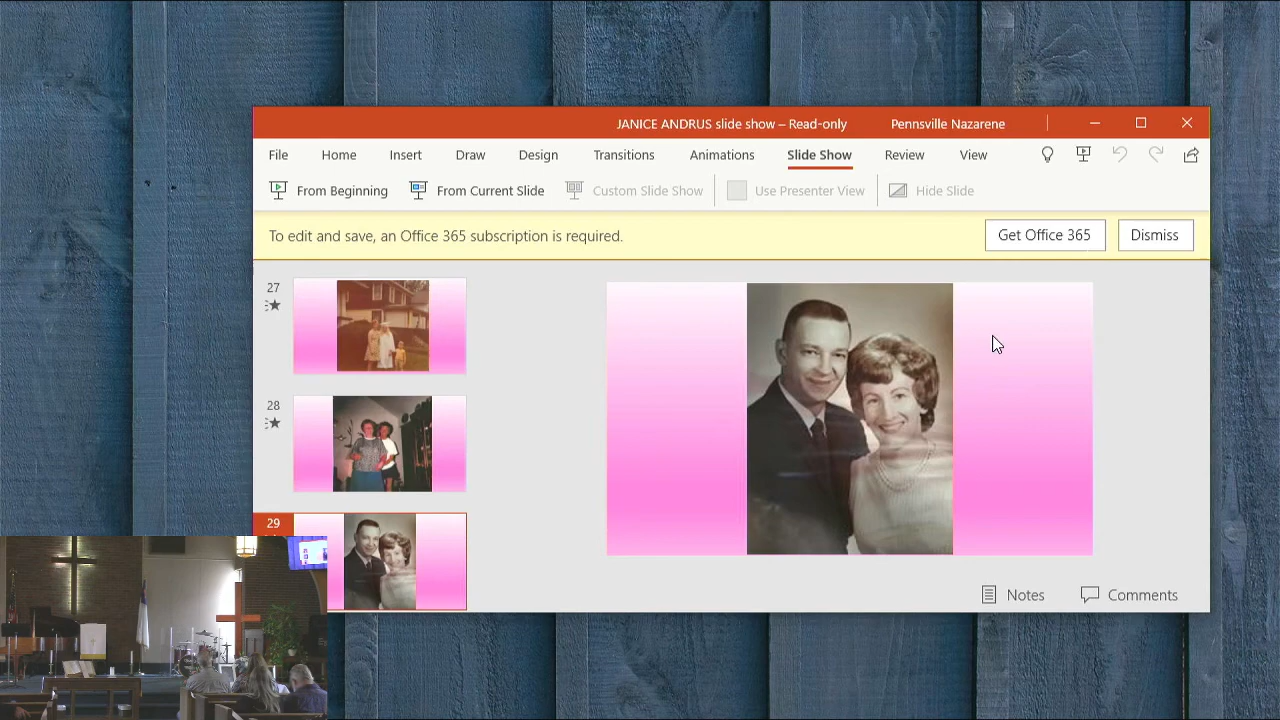 JANICE ANDRUS slide show – Read-only Pennsville Nazarene
File Home Insert Draw Design Transitions Animations Slide Show Review View
From Beginning From Current Slide Custom Slide Show Use Presenter View Hide Slide
To edit and save, an Office 365 subscription is required. Get Office 365 Dismiss
27
28
29
Notes Comments